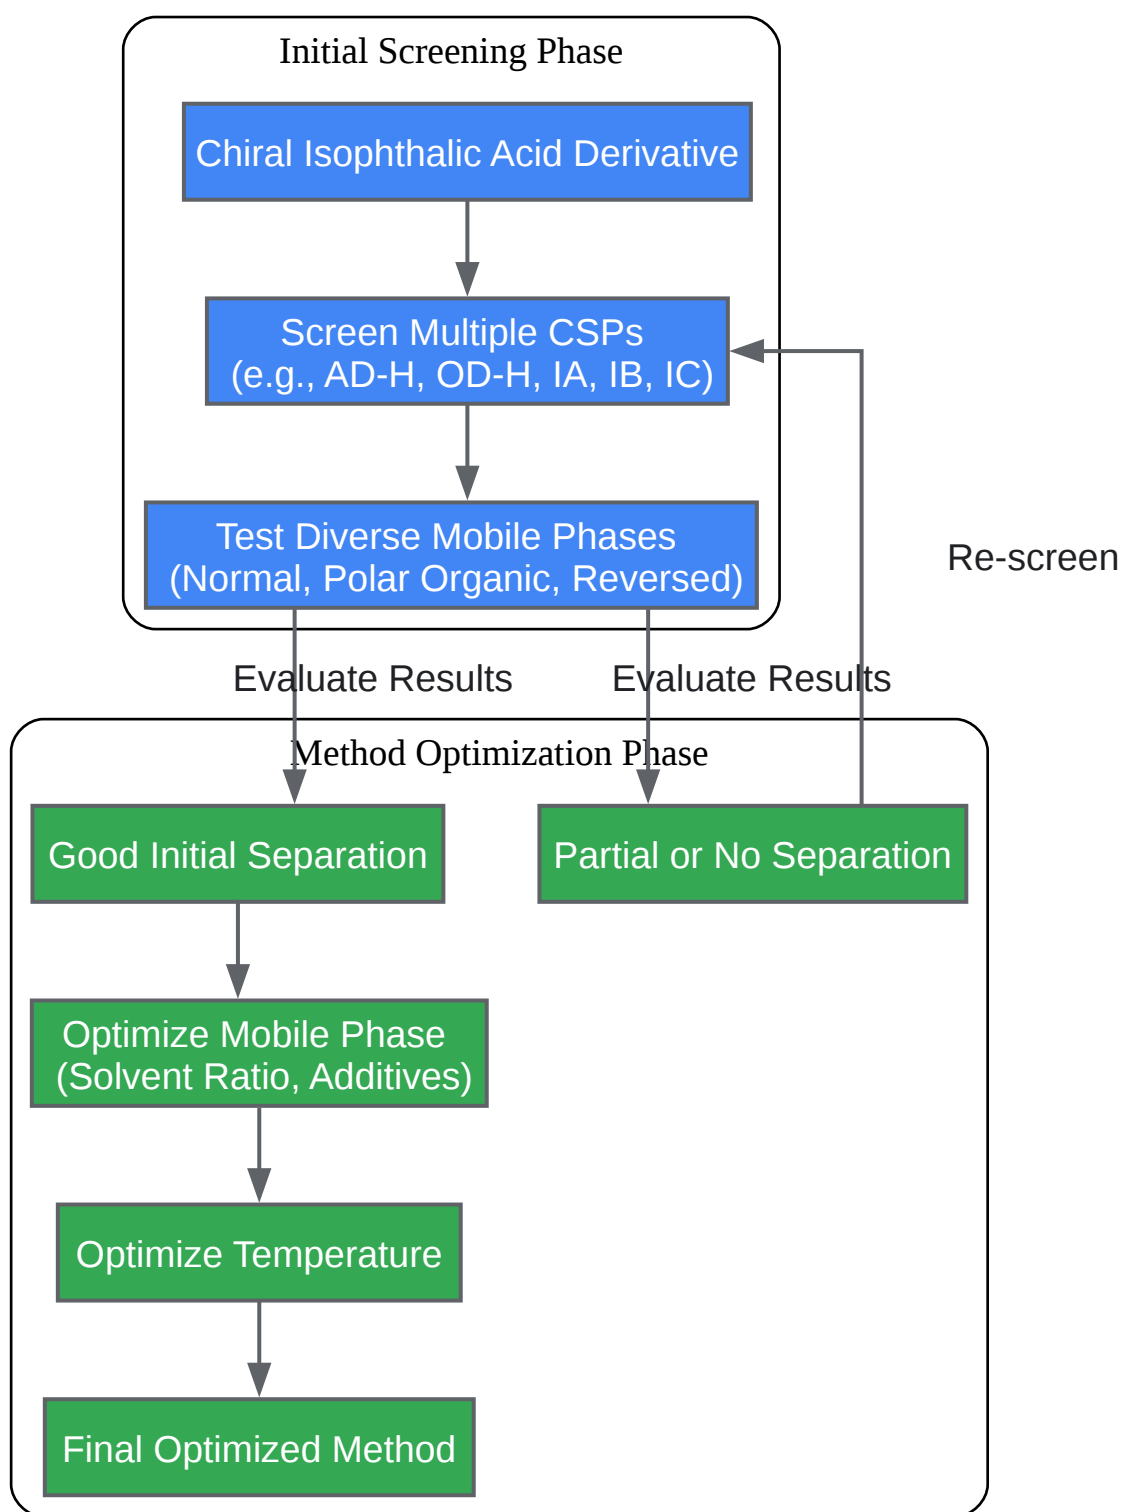 Initial Screening Phase
Chiral Isophthalic Acid Derivative
Screen Multiple CSPs
(e.g., AD-H, OD-H, IA, IB, IC)
Test Diverse Mobile Phases
(Normal, Polar Organic, Reversed)
Re-screen
Evaluate Results
Evaluate Results
Method Optimization Phase
Good Initial Separation
Partial or No Separation
Optimize Mobile Phase
(Solvent Ratio, Additives)
Optimize Temperature
Final Optimized Method